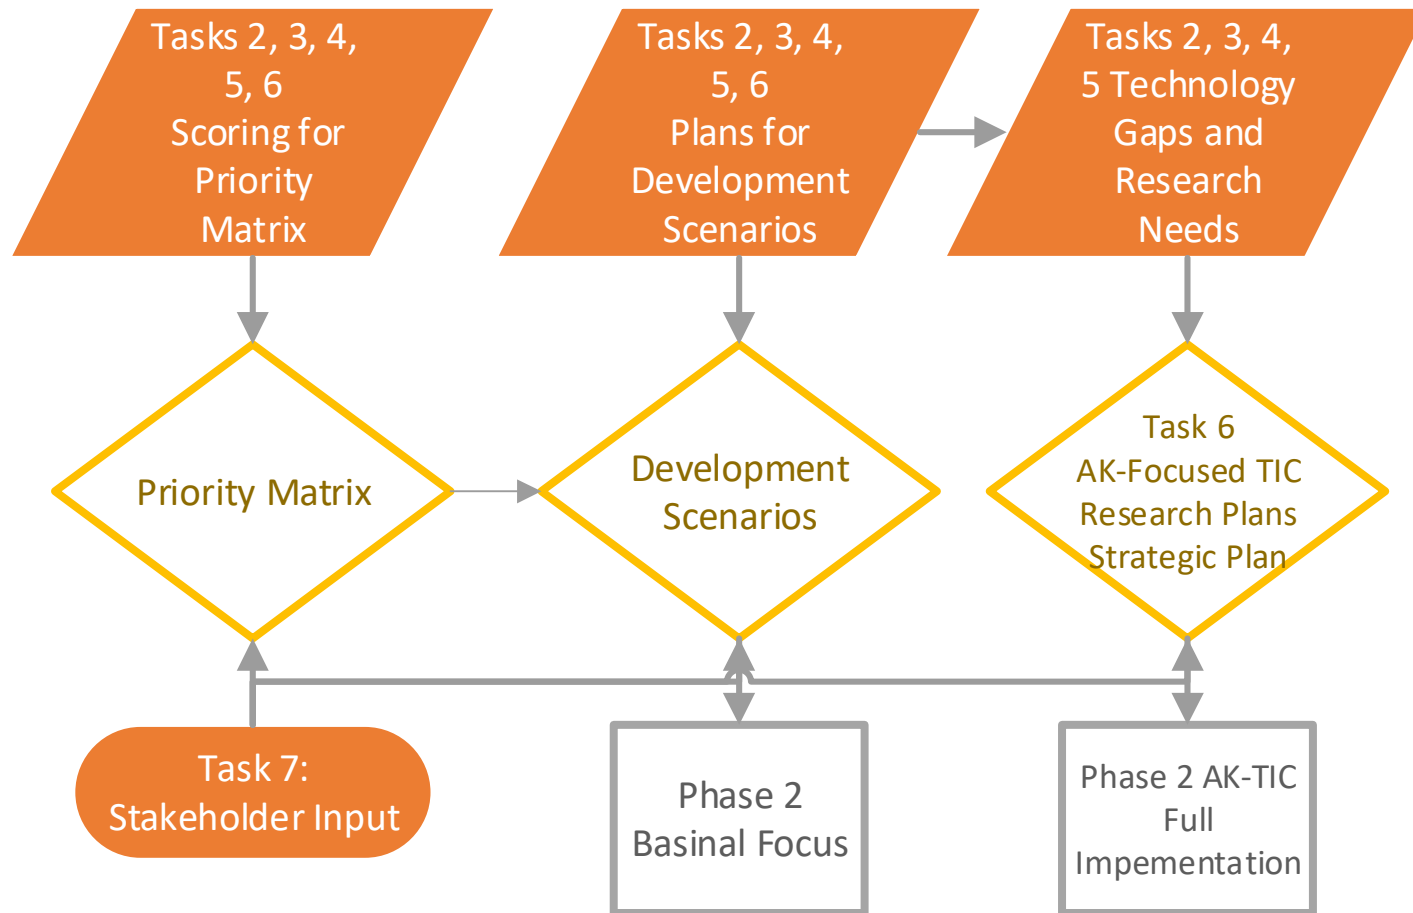 Tasks 2, 3, 4,
5, 6
Scoring for
Priority
Matrix
Tasks 2, 3, 4,
5, 6
Plans for
Development
Scenarios
Tasks 2, 3, 4,
5 Technology
Gaps and
Research
Needs
Priority Matrix
Development
Scenarios
Task 6
AK-Focused TIC
Research Plans
Strategic Plan
Task 7:
Stakeholder Input
Phase 2
Basinal Focus
Phase 2 AK-TIC
Full
Impementation